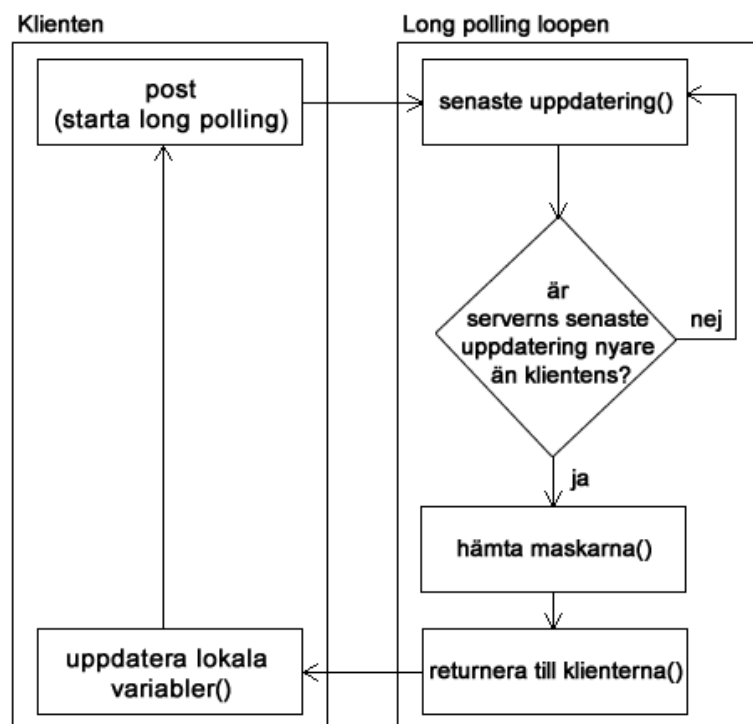 Klienten
post
(starta long polling)
uppdatera lokala
variabler()
Long polling loopen
senaste uppdatering()
är
serverns senaste
uppdatering nyare
än klientens?
nej
ja
hämta maskarna()
returnera till klienterna()